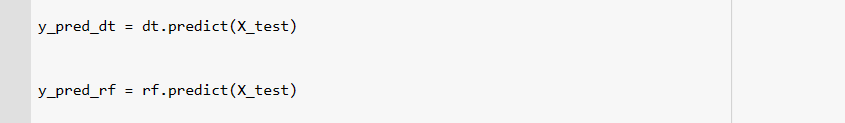 y_pred_dt = dt.predict(X_test)
y_pred_rf = rf.predict(X_test)